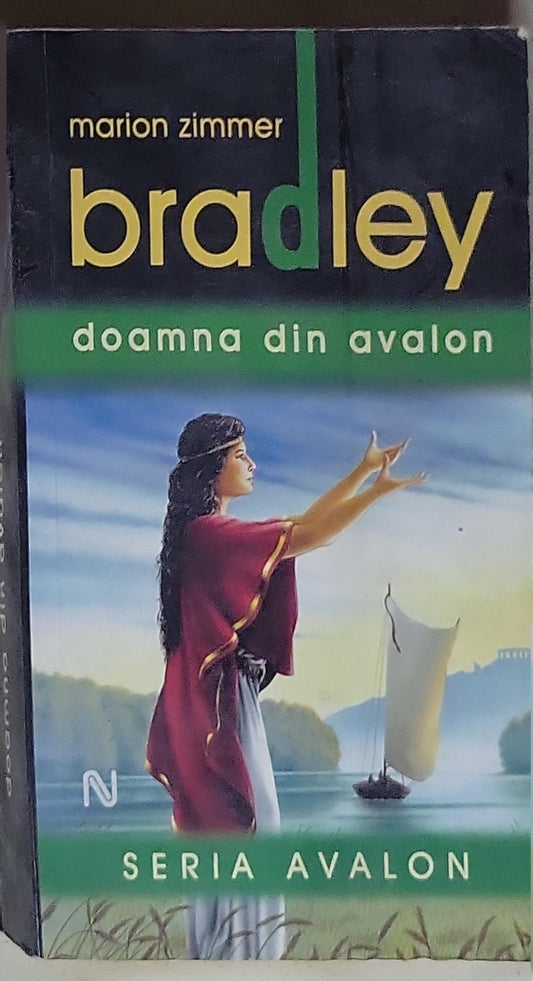 marion zimmer
bradley
doamna din avalon
SERIA AVALON
doamna din avalon